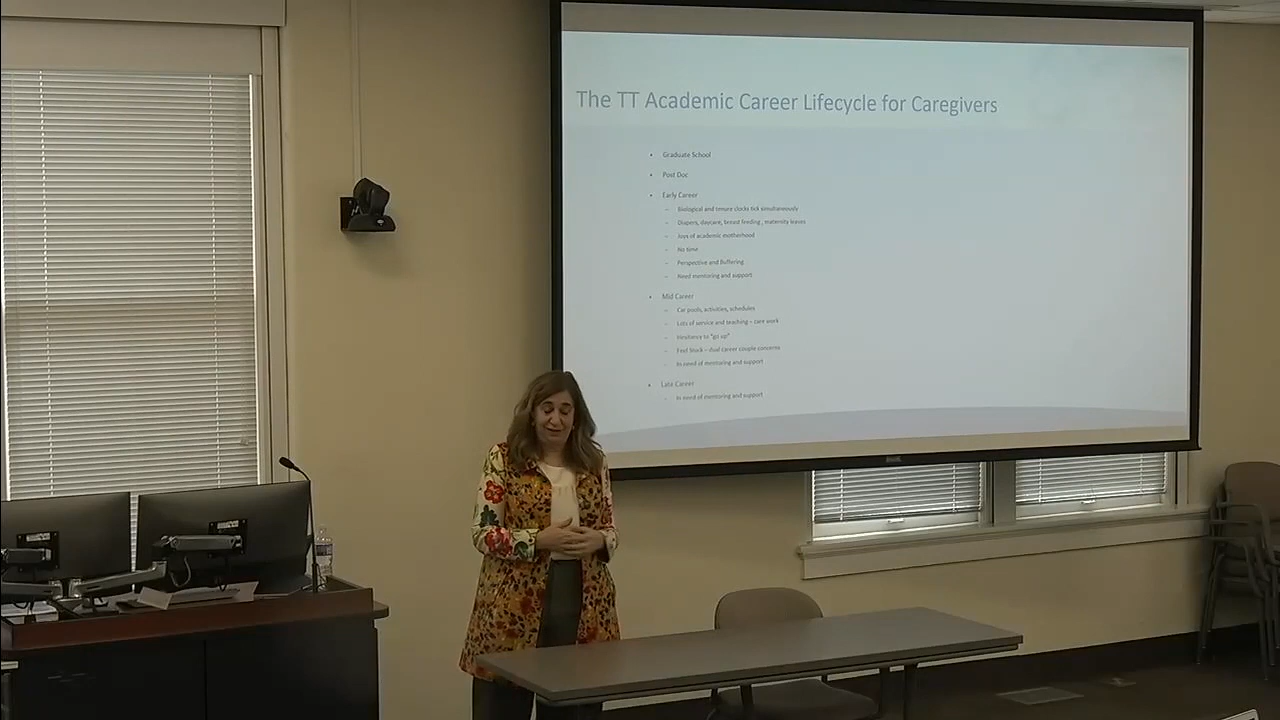 The TT Academic Career Lifecycle for Caregivers
• Graduate School
• Post Doc
• Early Career
– Biological and tenure clocks tick simultaneously
– Diapers, daycare, breast feeding , maternity leaves
– Joys of academic motherhood
– No time
– Perspective and Buffering
– Need mentoring and support
• Mid Career
– Car pools, activities, schedules
– Lots of service and teaching – care work
– Hesitancy to "go up"
– Feel Stuck – dual career couple concerns
– In need of mentoring and support
• Late Career
– In need of mentoring and support